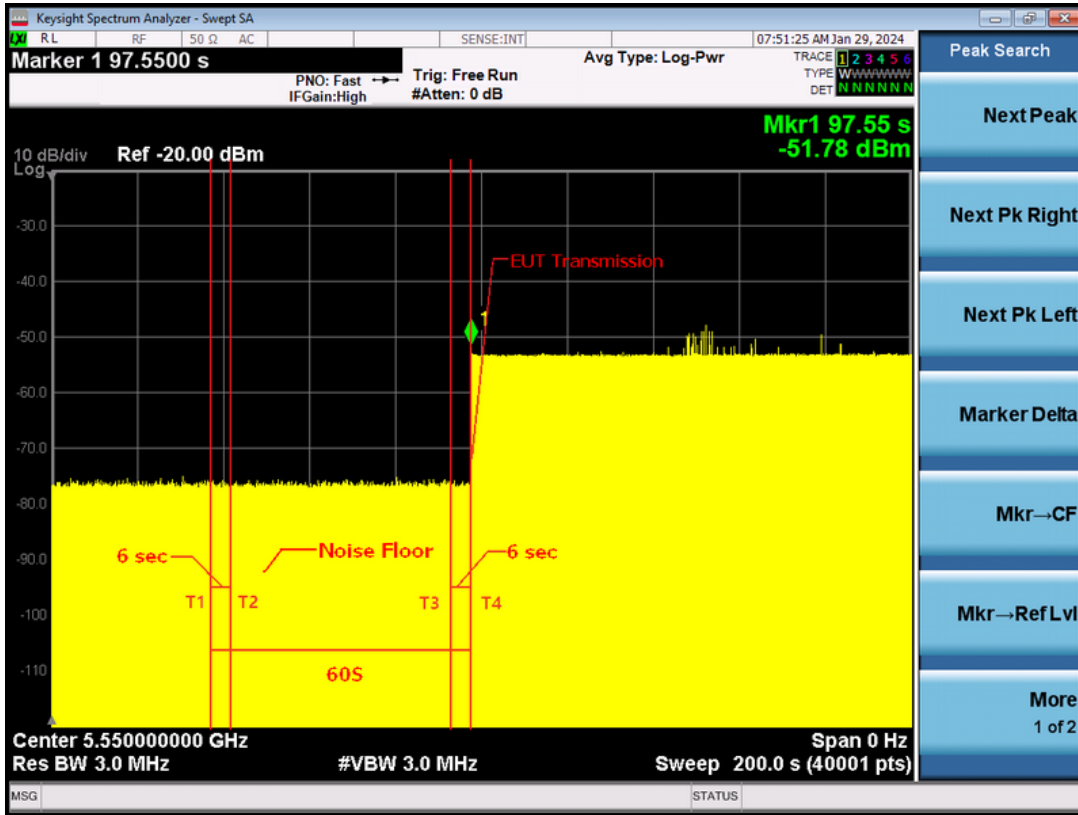 Keysight Spectrum Analyzer - Swept SA
LXI RL RF 50 Ω AC SENSE:INT 07:51:25 AM Jan 29, 2024
Marker 1 97.5500 s
PNO: Fast
IFGain:High
Trig: Free Run
#Atten: 0 dB
Avg Type: Log-Pwr
TRACE 1 2 3 4 5 6
TYPE W W W W W W
DET N N N N N N
Peak Search
Mkr1 97.55 s
-51.78 dBm
10 dB/div
Log
Ref -20.00 dBm
-30.0
-40.0
-50.0
-60.0
-70.0
-80.0
-90.0
-100
-110
EUT Transmission
1
6 sec
Noise Floor
6 sec
T1
T2
T3
T4
60S
Center 5.550000000 GHz
Res BW 3.0 MHz
#VBW 3.0 MHz
Span 0 Hz
Sweep 200.0 s (40001 pts)
MSG
STATUS
Next Peak
Next Pk Right
Next Pk Left
Marker Delta
Mkr→CF
Mkr→Ref Lvl
More
1 of 2